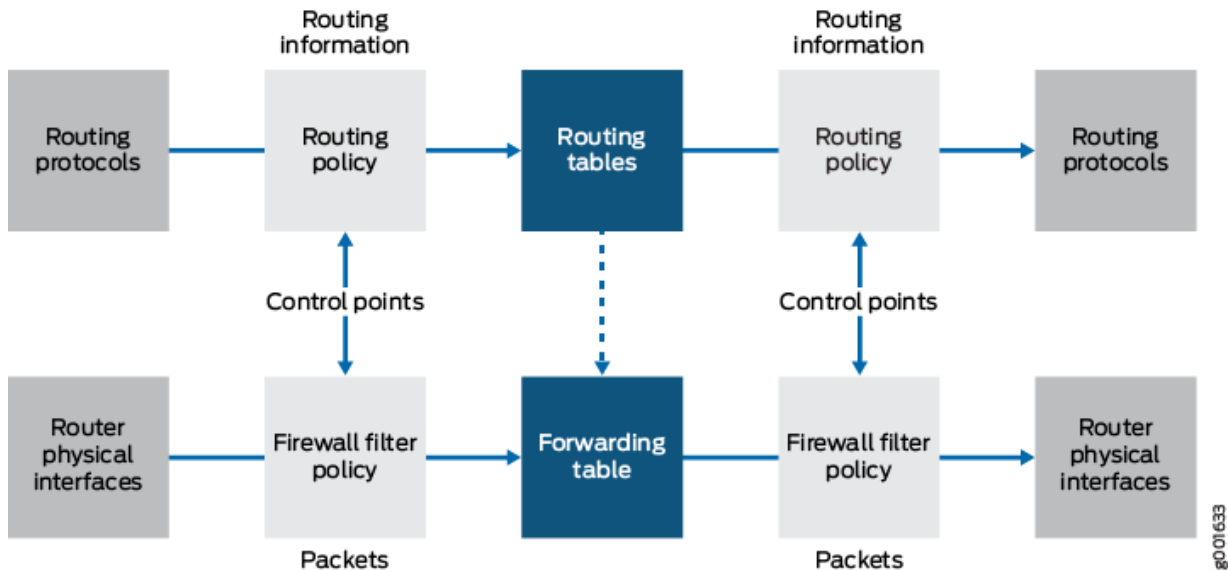 Routing
information
Routing
information
Routing
protocols
Routing
policy
Routing
tables
Routing
policy
Routing
protocols
Control points
Control points
Router
physical
interfaces
Firewall filter
policy
Forwarding
table
Firewall filter
policy
Router
physical
interfaces
Packets
Packets
g001633